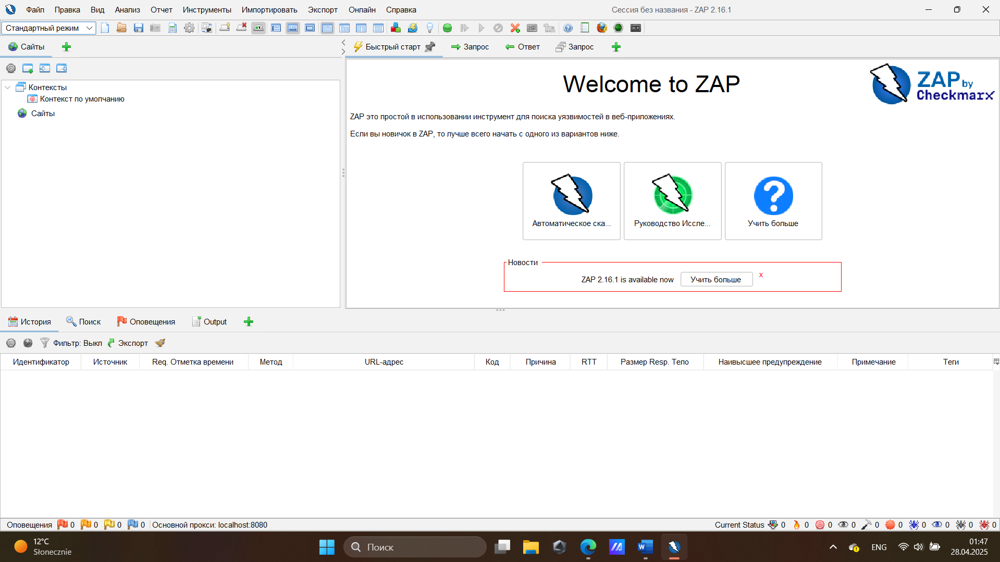 Файл Правка Вид Анализ Отчет Инструменты Импортировать Экспорт Онлайн Справка
Сессия без названия - ZAP 2.16.1
Стандартный режим
Сайты
Быстрый старт Запрос Ответ Запрос
Контексты
Контекст по умолчанию
Сайты
Welcome to ZAP
ZAP by
Checkmarx
ZAP это простой в использовании инструмент для поиска уязвимостей в веб-приложениях.
Если вы новичок в ZAP, то лучше всего начать с одного из вариантов ниже.
Автоматическое ска... Руководство Иссле... Учить больше
Новости
ZAP 2.16.1 is available now Учить больше x
История Поиск Оповещения Output
Фильтр: Выкл Экспорт
Идентификатор Источник Req. Отметка времени Метод URL-адрес Код Причина RTT Размер Resp. Тело Наивысшее предупреждение Примечание Теги
Оповещения 0 0 0 0 Основной прокси: localhost:8080 Current Status 0 0 0 0 0 0 0 0 0 0
12°C
Słonecznie
Поиск
ENG
01:47
28.04.2025